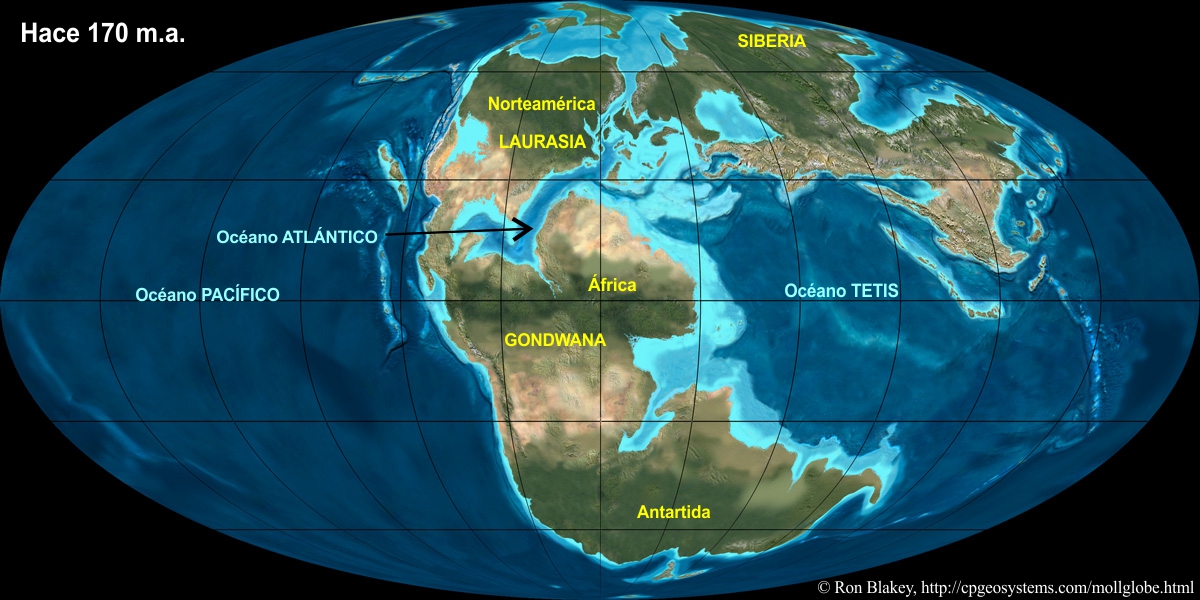 Hace 170 m.a.
SIBERIA
Norteamérica
LAURASIA
Océano ATLÁNTICO
África
Océano PACÍFICO
Océano TETIS
GONDWANA
Antartida
© Ron Blakey, http://cpgeosystems.com/mollglobe.html